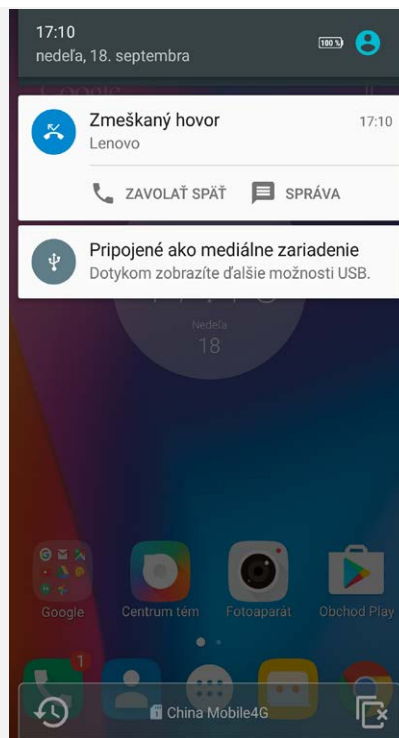 17:10
nedeľa, 18. septembra
100 %
Google
Zmeškaný hovor
17:10
Lenovo
ZAVOLAŤ SPÄŤ
SPRÁVA
Pripojené ako mediálne zariadenie
Dotykom zobrazíte ďalšie možnosti USB.
Nedeľa
18
Google
Centrum tém
Fotoaparát
Obchod Play
1
China Mobile4G